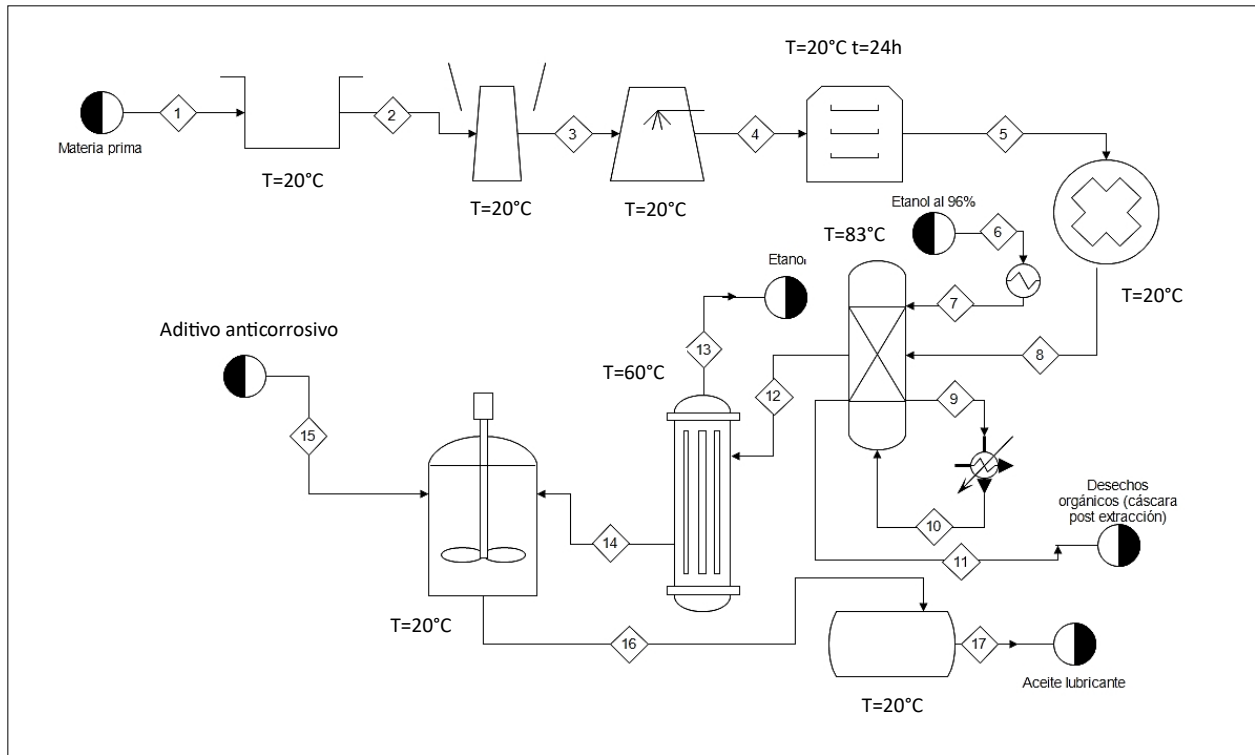 T=20°C t=24h
1
2
3
4
5
Materia prima
T=20°C
T=20°C
T=20°C
Etanol al 96%
6
T=83°C
Etanol
7
T=20°C
Aditivo anticorrosivo
13
8
T=60°C
12
9
15
Desechos
orgánicos (cáscara
post extracción)
10
14
11
T=20°C
16
17
Aceite lubricante
T=20°C